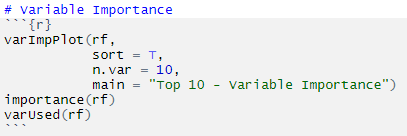 # Variable Importance
```{r}
varImpPlot(rf,
           sort = T,
           n.var = 10,
           main = "Top 10 - Variable Importance")
importance(rf)
varUsed(rf)
```